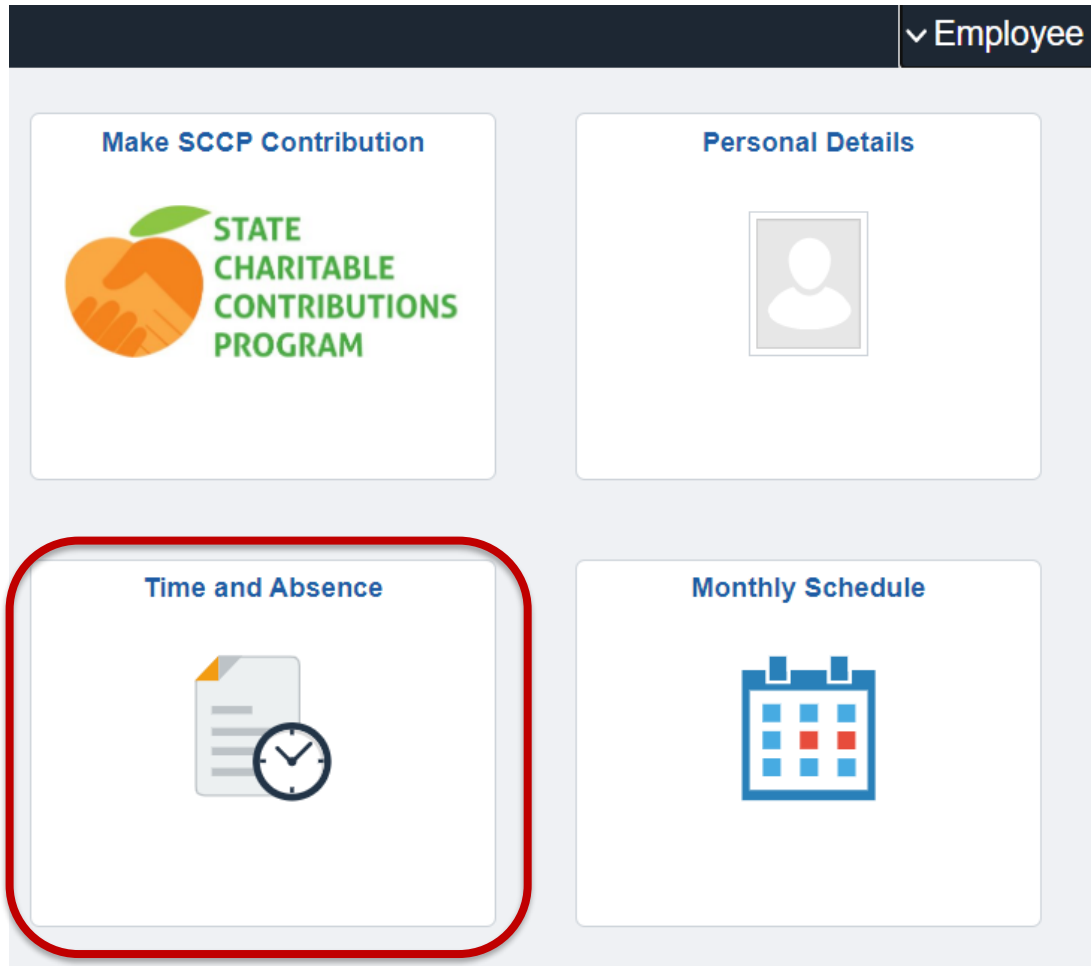 Employee
Make SCCP Contribution
STATE
CHARITABLE
CONTRIBUTIONS
PROGRAM
Personal Details
Time and Absence
Monthly Schedule